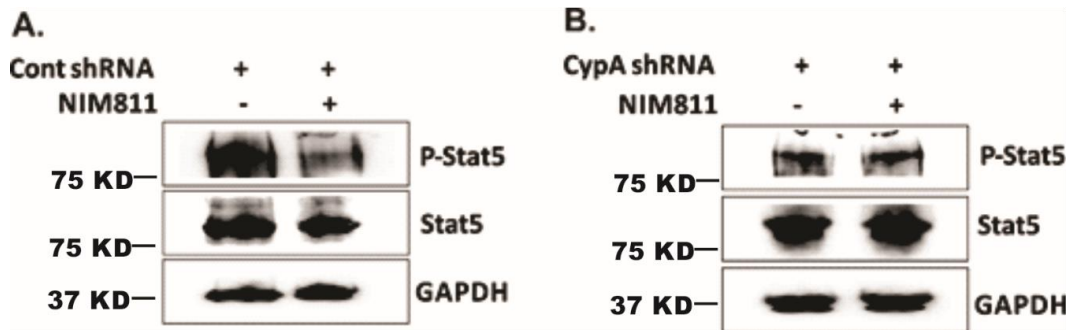 A.
Cont shRNA + +
NIM811 - +
P-Stat5
75 KD
Stat5
75 KD
GAPDH
37 KD
B.
CypA shRNA + +
NIM811 - +
P-Stat5
75 KD
Stat5
75 KD
GAPDH
37 KD